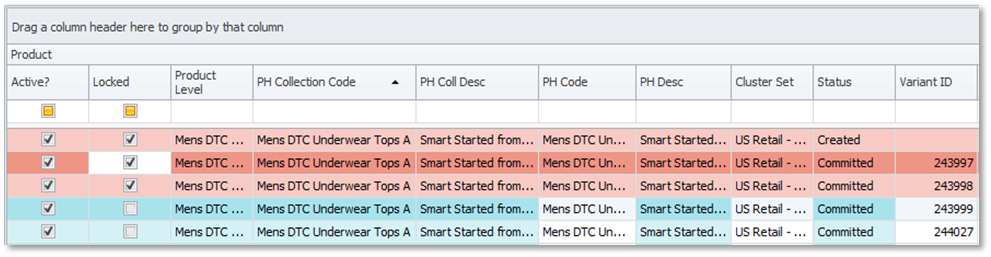 Drag a column header here to group by that column
Product
Active? Locked Product Level PH Collection Code PH Coll Desc PH Code PH Desc Cluster Set Status Variant ID
Mens DTC ... Mens DTC Underwear Tops A Smart Started from... Mens DTC Un... Smart Started... US Retail - ... Created
Mens DTC ... Mens DTC Underwear Tops A Smart Started from... Mens DTC Un... Smart Started... US Retail - ... Committed 243997
Mens DTC ... Mens DTC Underwear Tops A Smart Started from... Mens DTC Un... Smart Started... US Retail - ... Committed 243998
Mens DTC ... Mens DTC Underwear Tops A Smart Started from... Mens DTC Un... Smart Started... US Retail - ... Committed 243999
Mens DTC ... Mens DTC Underwear Tops A Smart Started from... Mens DTC Un... Smart Started... US Retail - ... Committed 244027